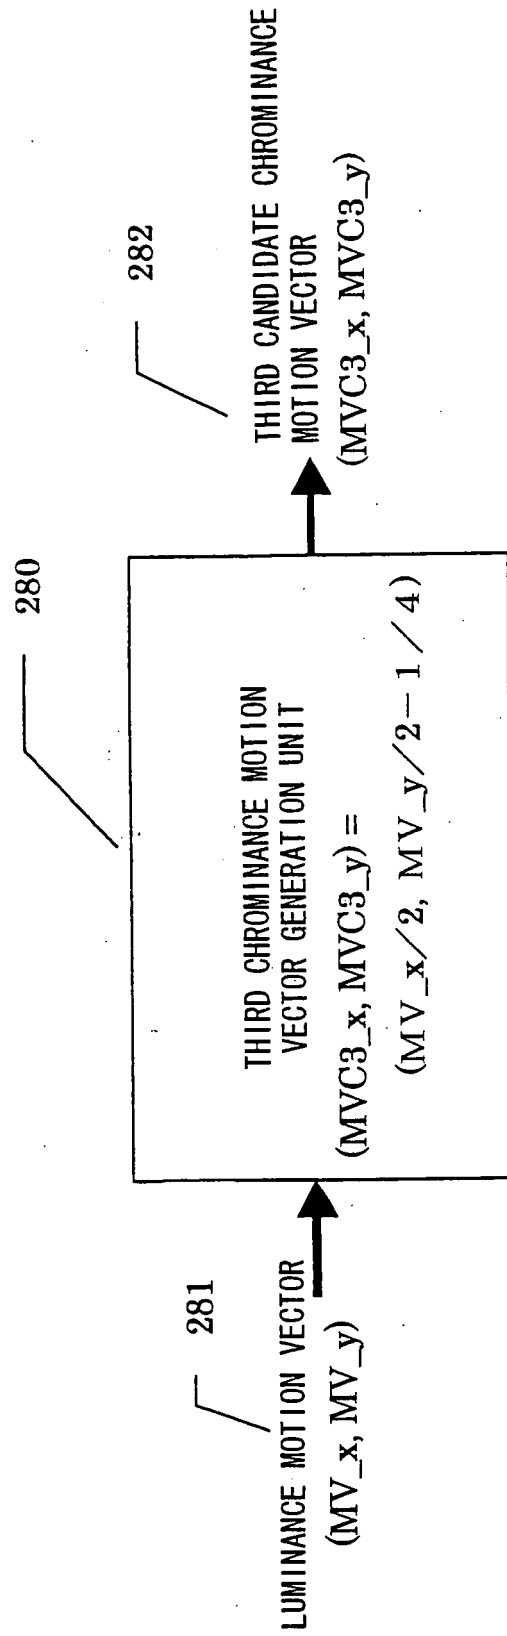 281
LUMINANCE MOTION VECTOR
(MV_x, MV_y)
280
THIRD CHROMINANCE MOTION
VECTOR GENERATION UNIT
(MVC3_x, MVC3_y) =
(MV_x/2, MV_y/2−1/4)
282
THIRD CANDIDATE CHROMINANCE
MOTION VECTOR
(MVC3_x, MVC3_y)